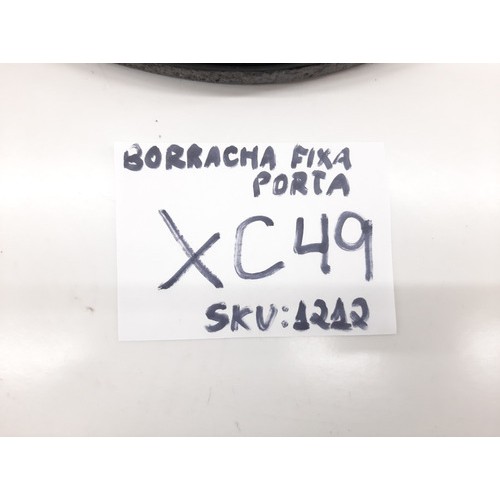 BORRACHA FIXA
PORTA
XC49
SKU:1212